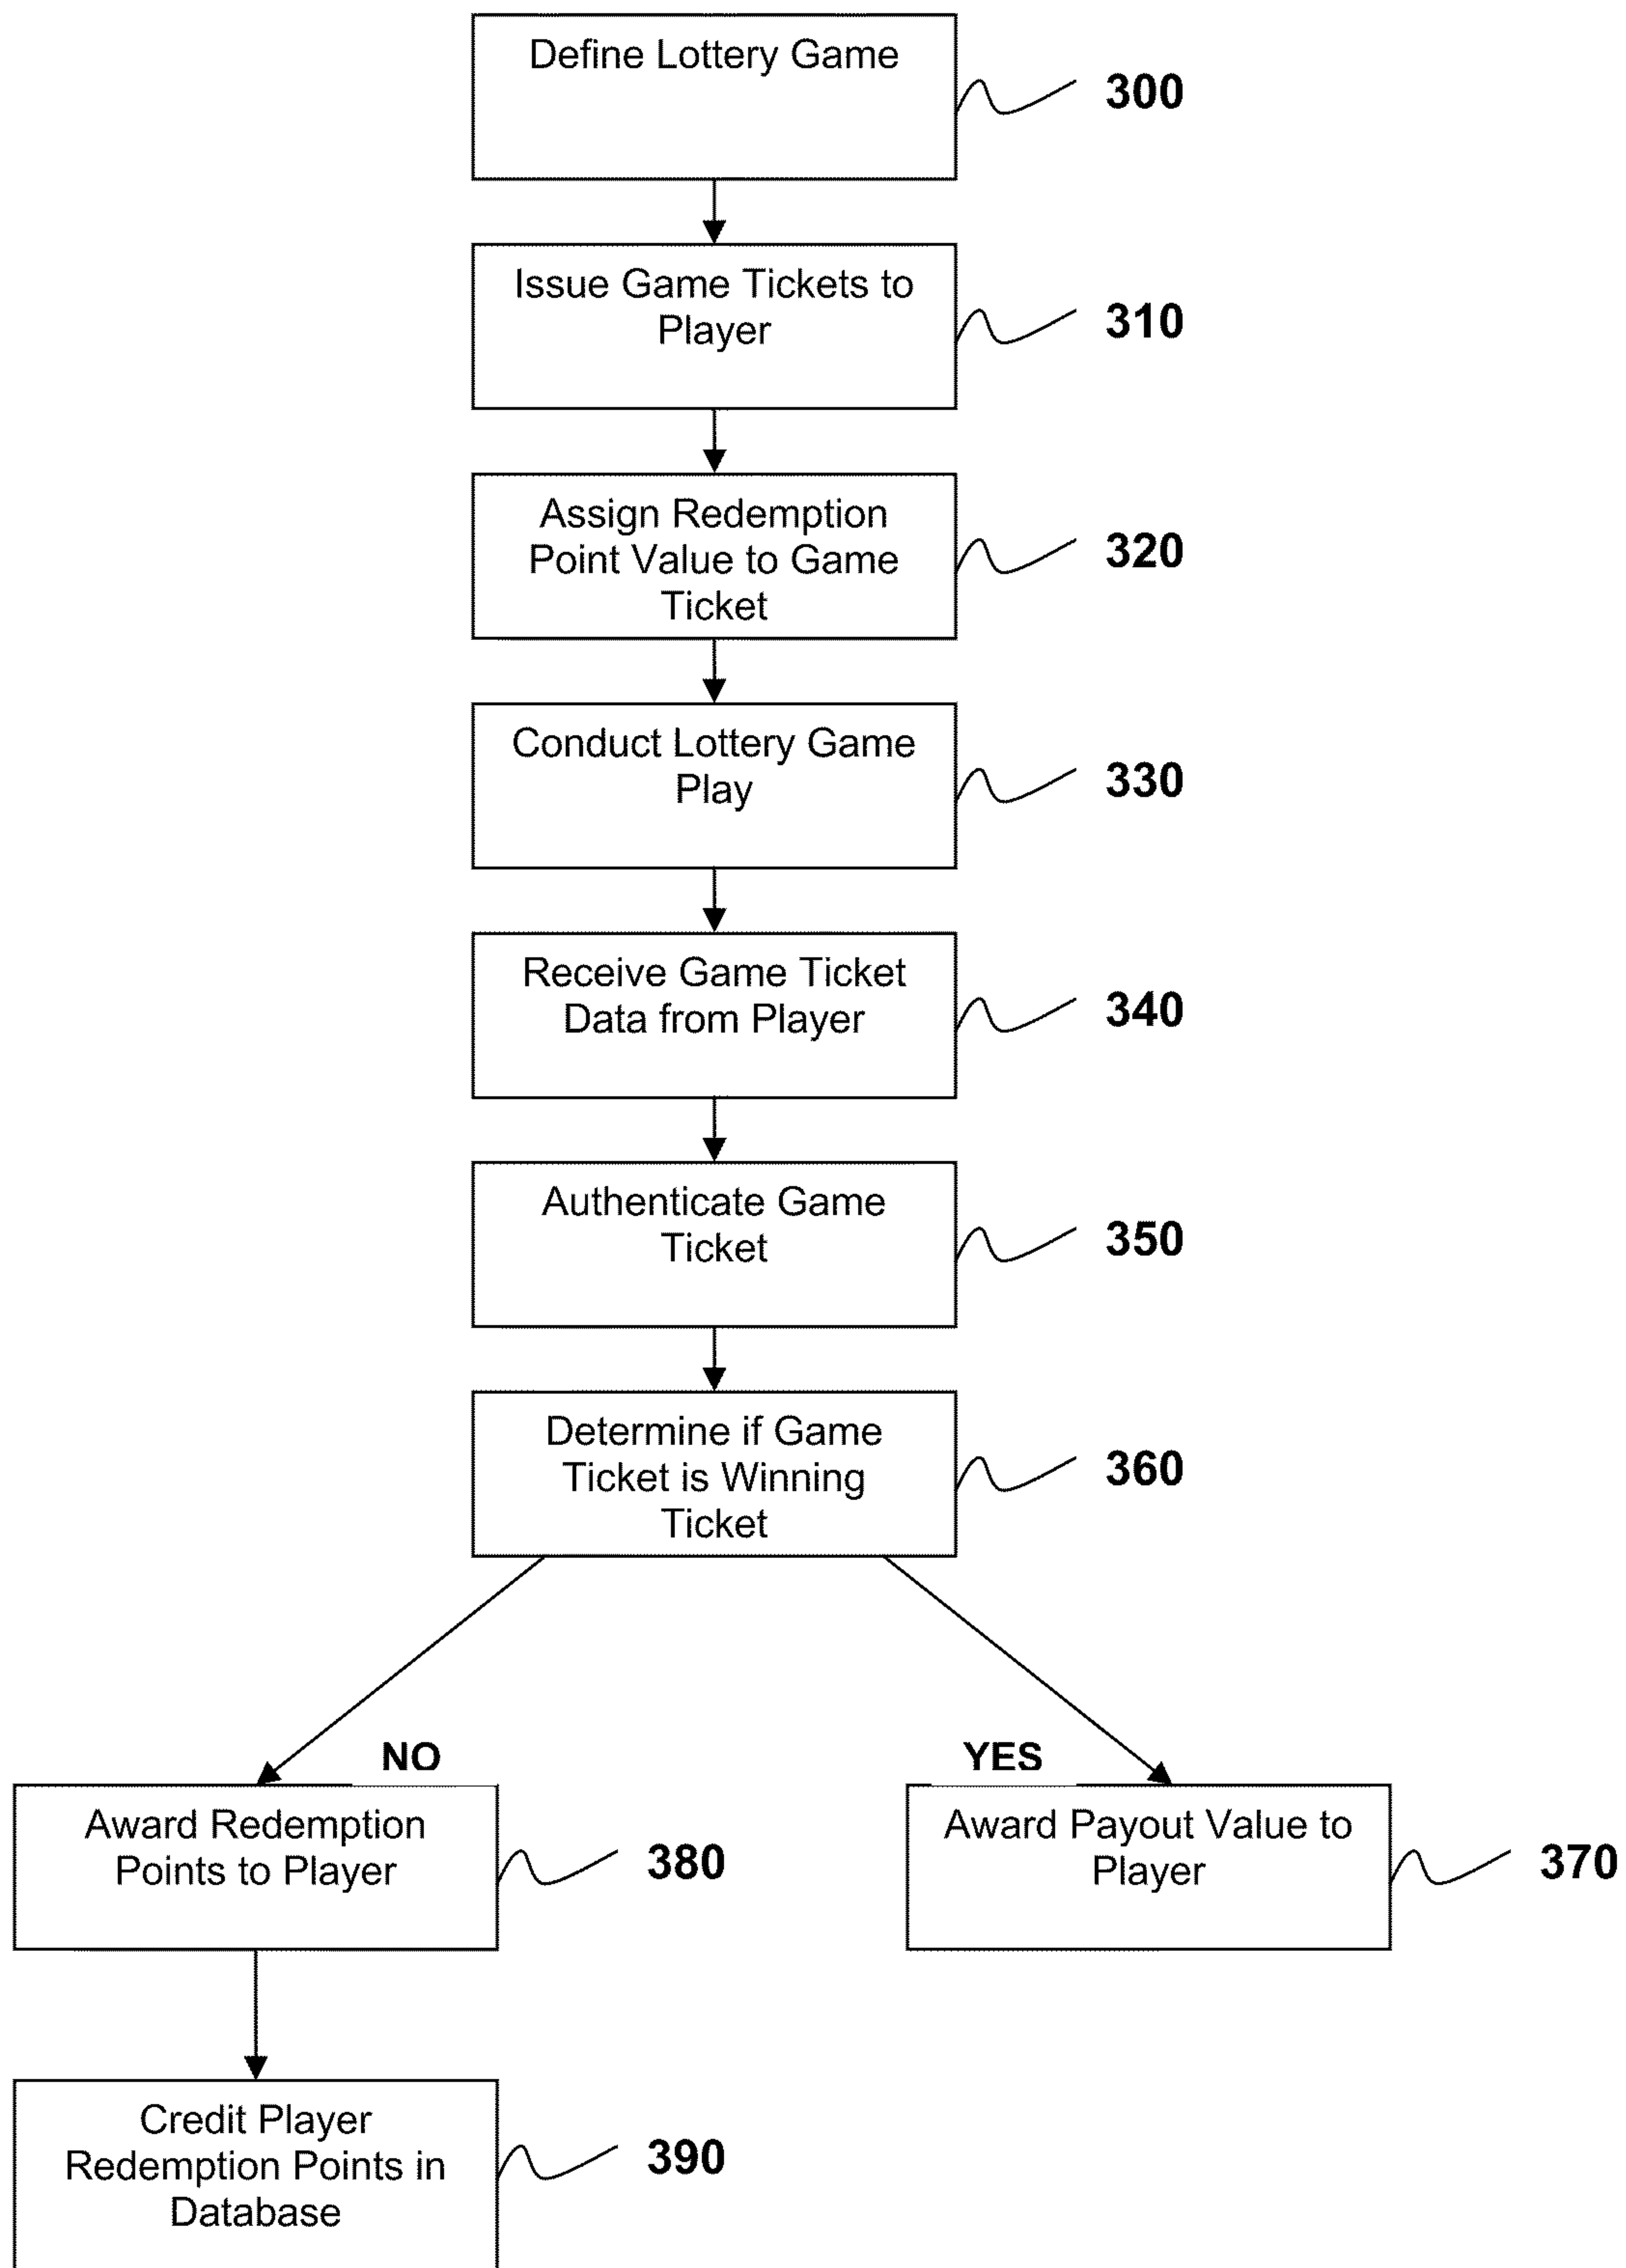 Define Lottery Game
300
Issue Game Tickets to
Player
310
Assign Redemption
Point Value to Game
Ticket
320
Conduct Lottery Game
Play
330
Receive Game Ticket
Data from Player
340
Authenticate Game
Ticket
350
Determine if Game
Ticket is Winning
Ticket
360
NO
YES
Award Redemption
Points to Player
380
Award Payout Value to
Player
370
Credit Player
Redemption Points in
Database
390